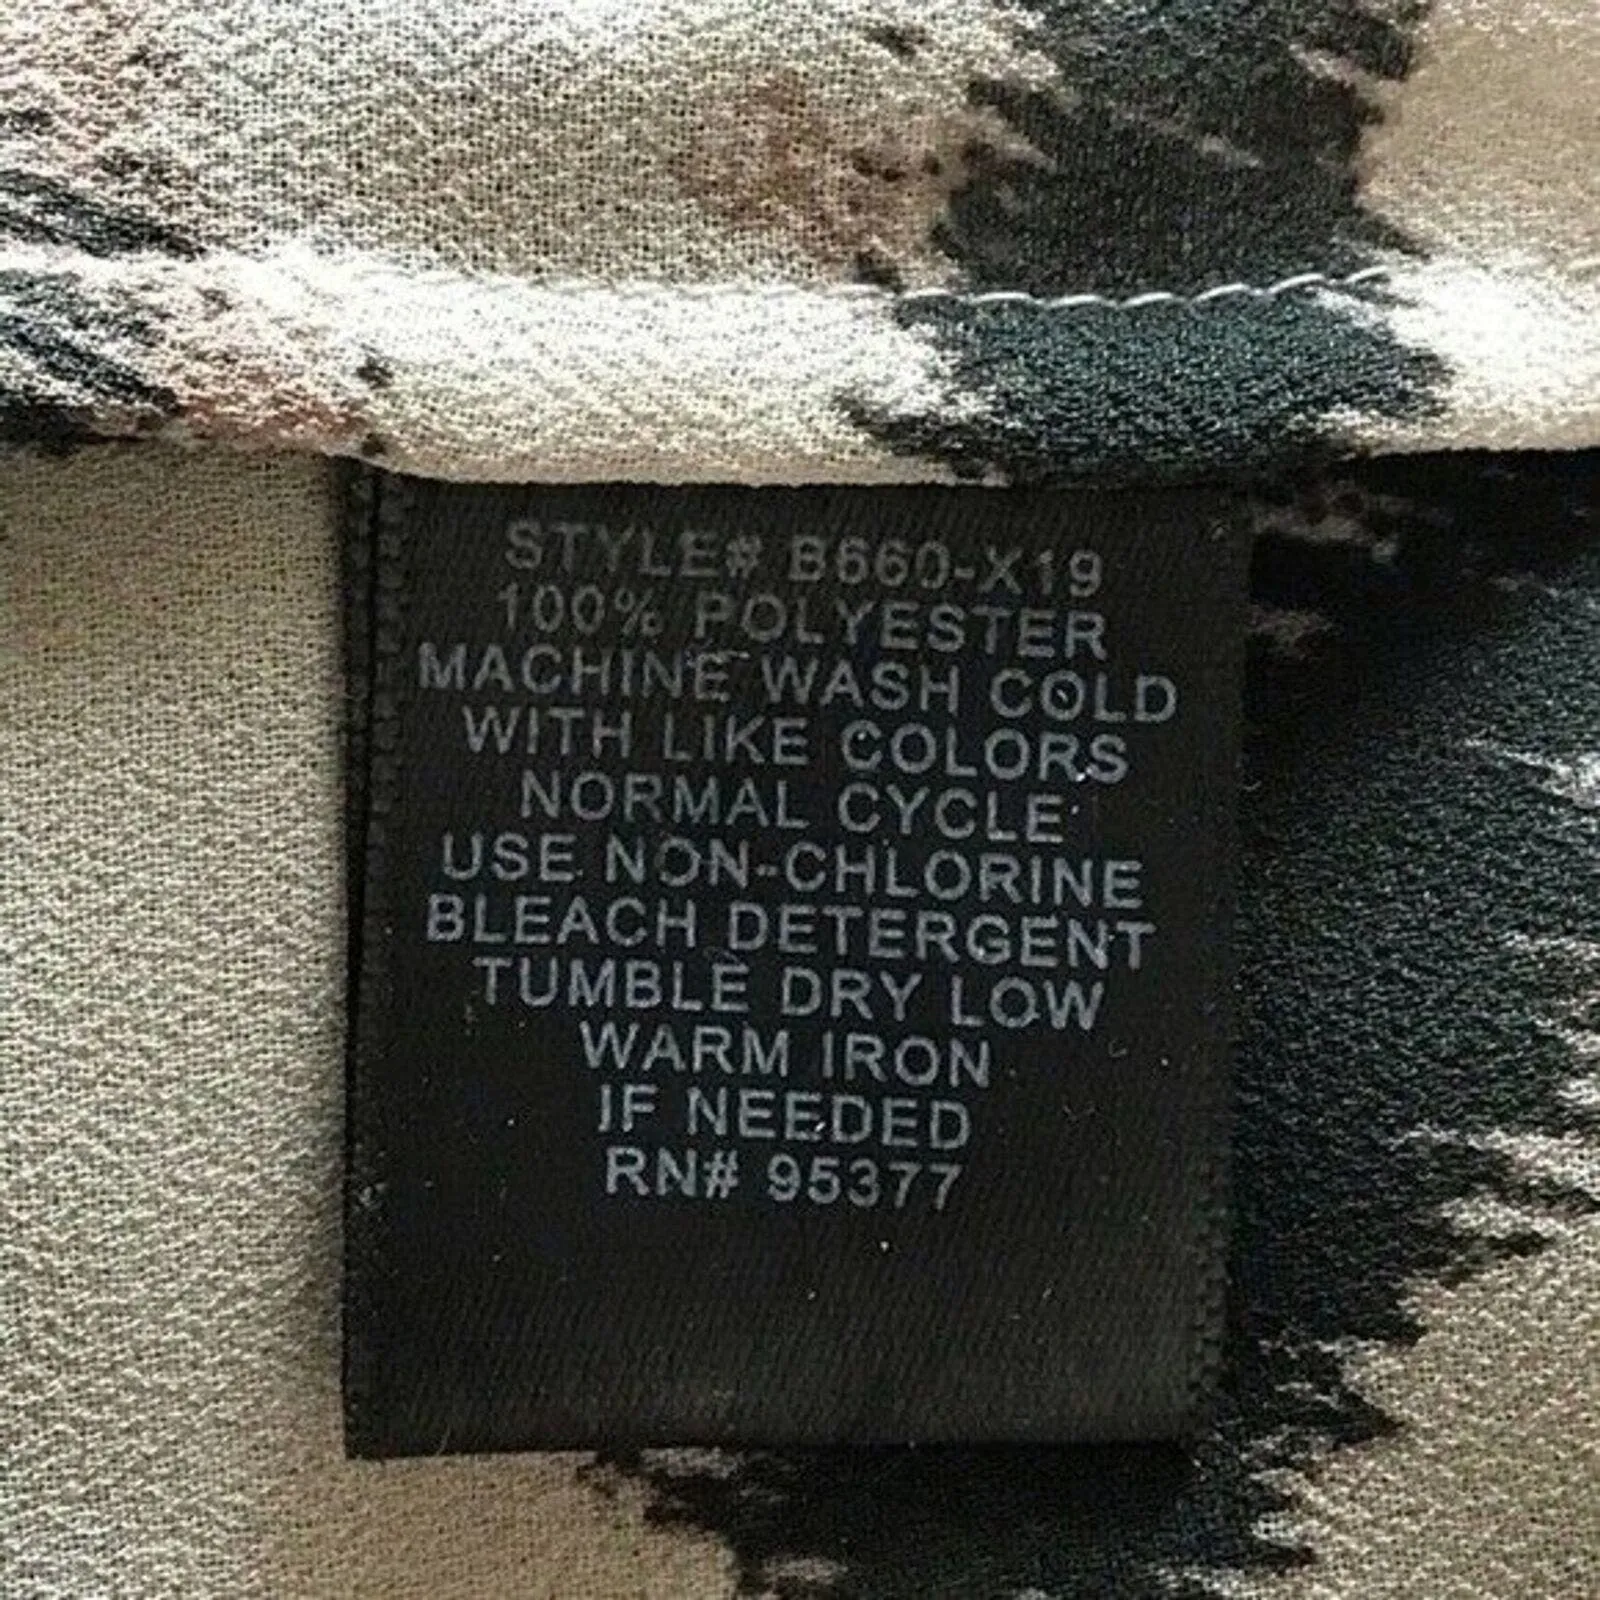 STYLE# B660-X19
100% POLYESTER
MACHINE WASH COLD
WITH LIKE COLORS
NORMAL CYCLE
USE NON-CHLORINE
BLEACH DETERGENT
TUMBLE DRY LOW
WARM IRON
IF NEEDED
RN# 95377